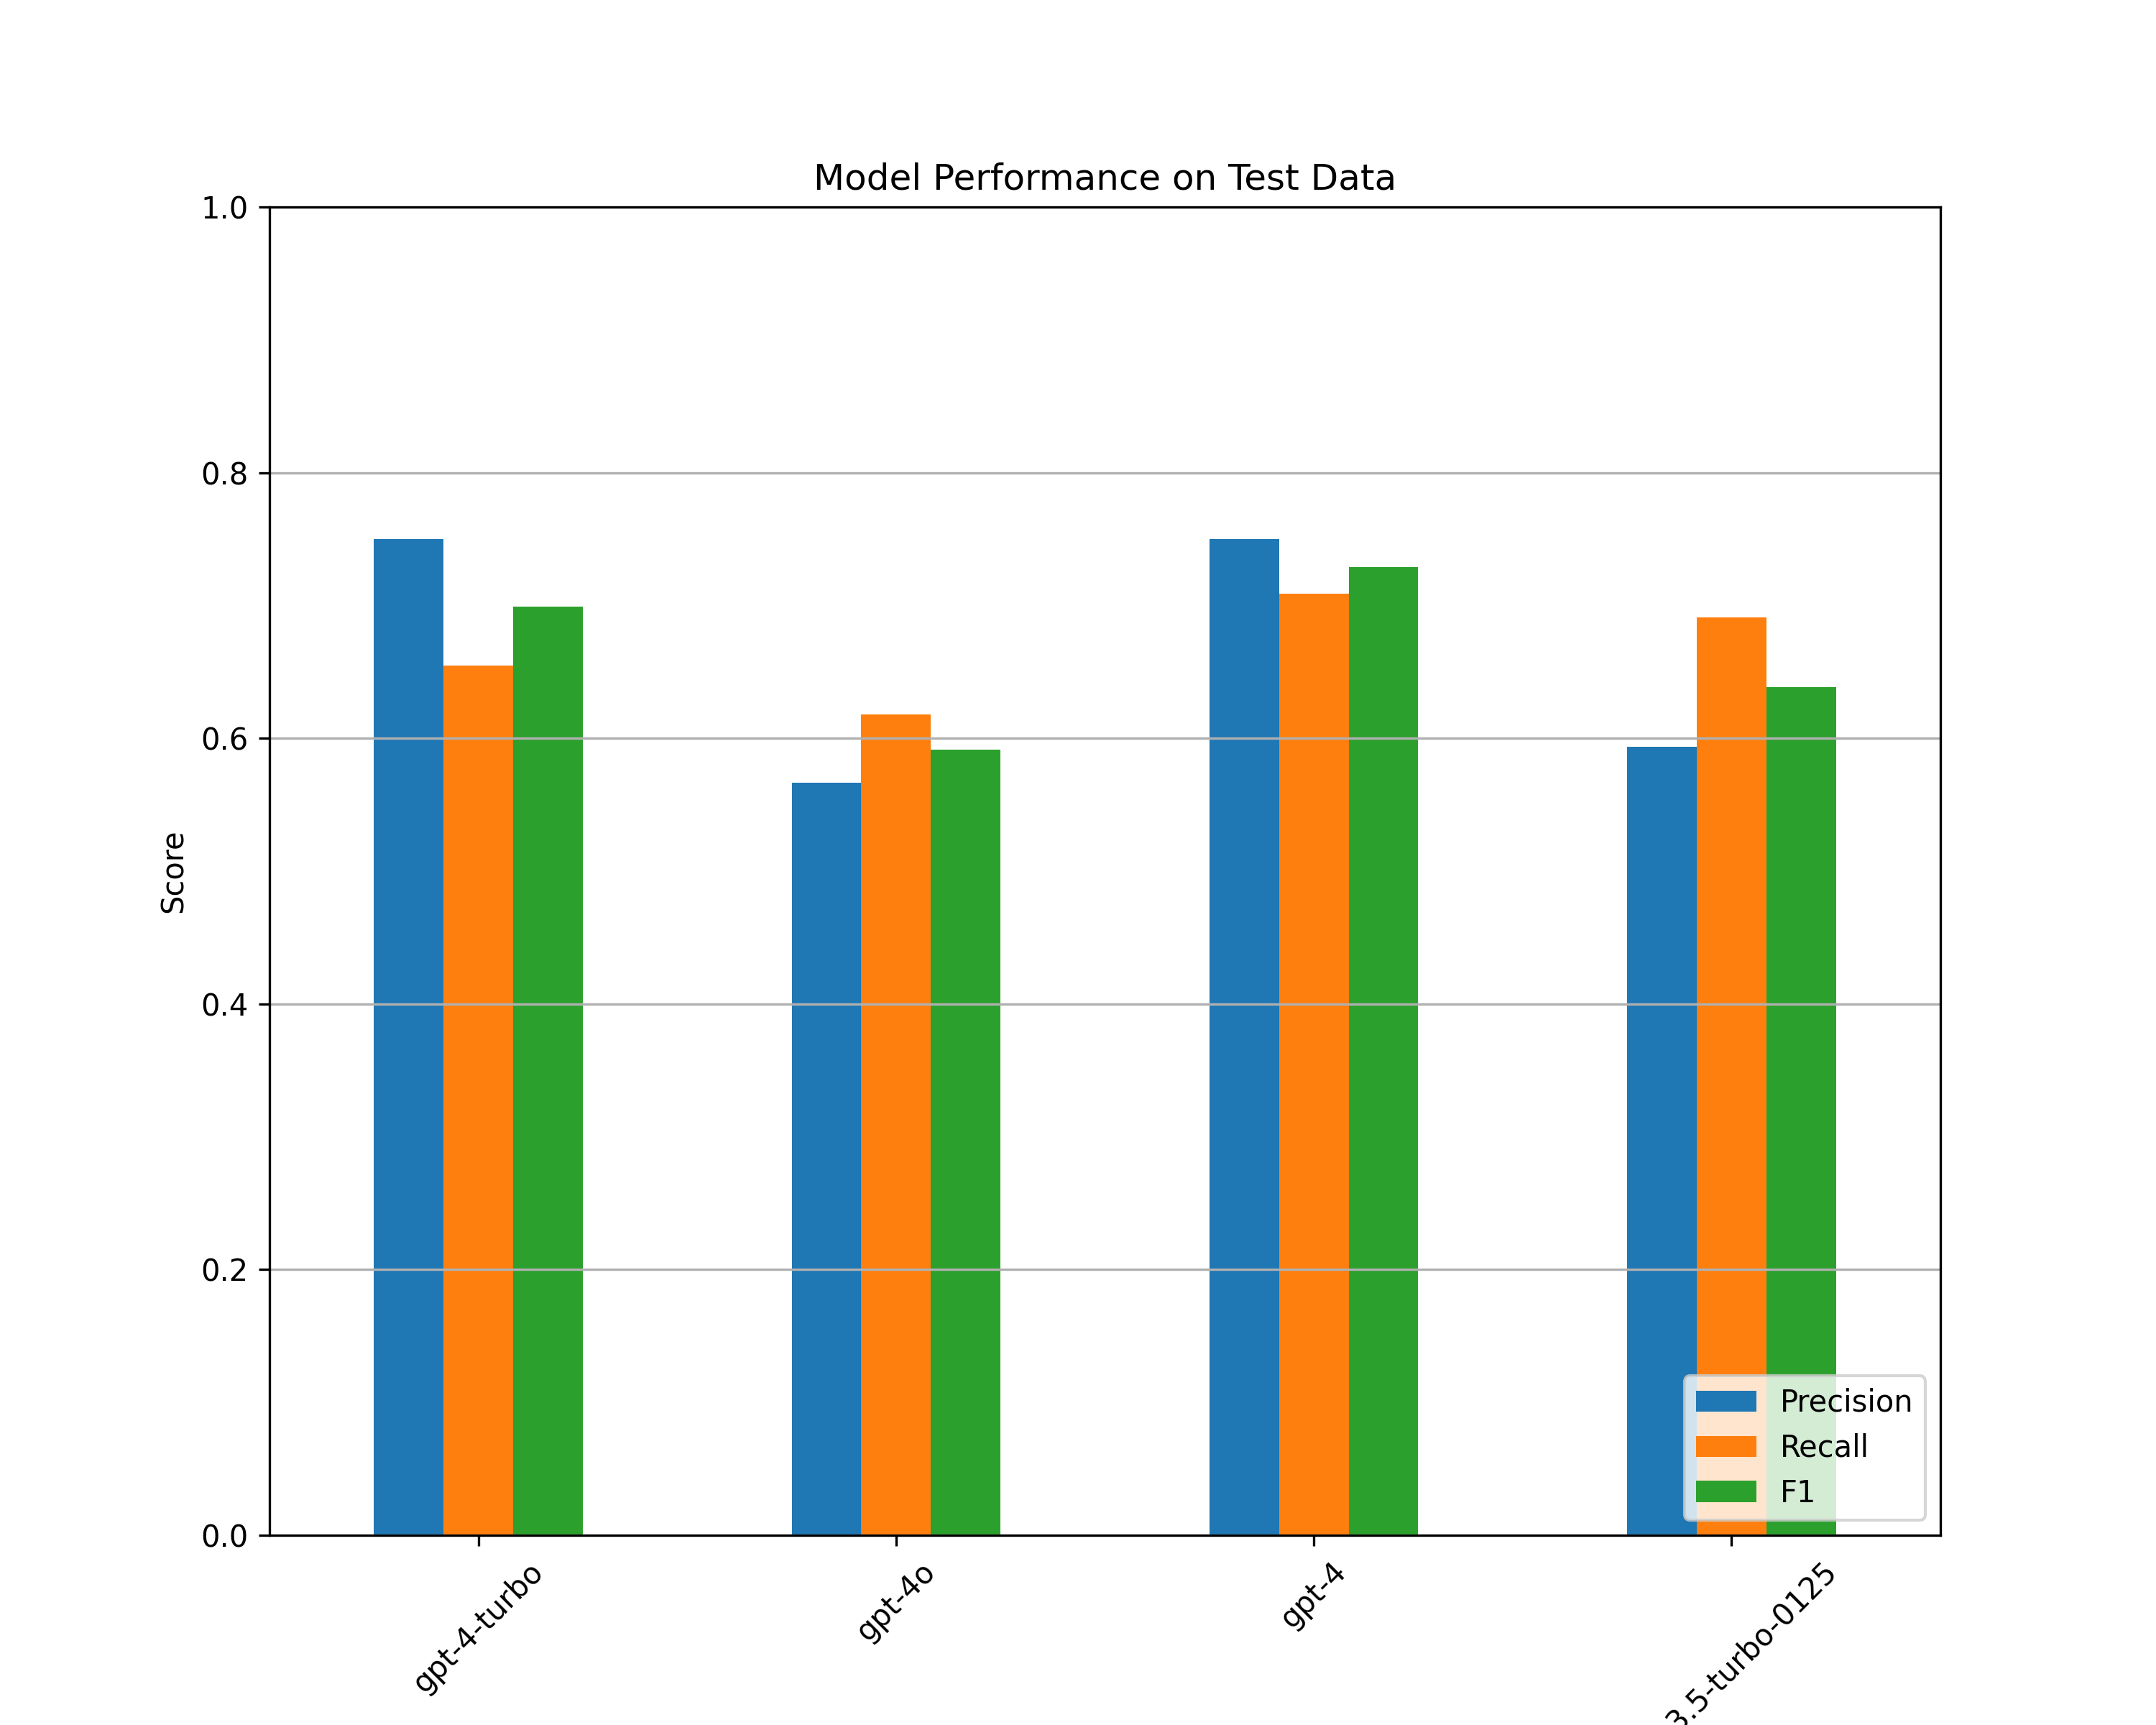 Model Performance on Test Data
1.0
0.8
0.6
0.4
0.2
0.0
Score
Precision
Recall
F1
gpt-4-turbo
gpt-4o
gpt-4
3.5-turbo-0125